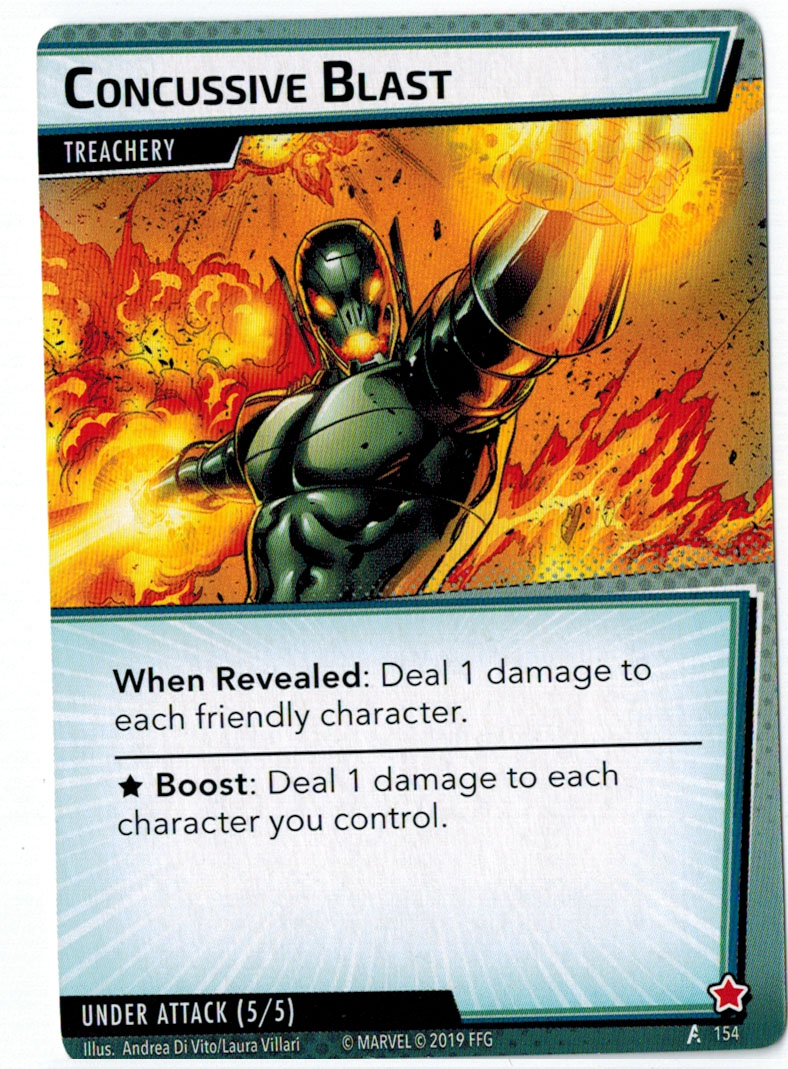 CONCUSSIVE BLAST
TREACHERY
When Revealed: Deal 1 damage to
each friendly character.
★ Boost: Deal 1 damage to each
character you control.
UNDER ATTACK (5/5)
Illus. Andrea Di Vito/Laura Villari © MARVEL © 2019 FFG 154